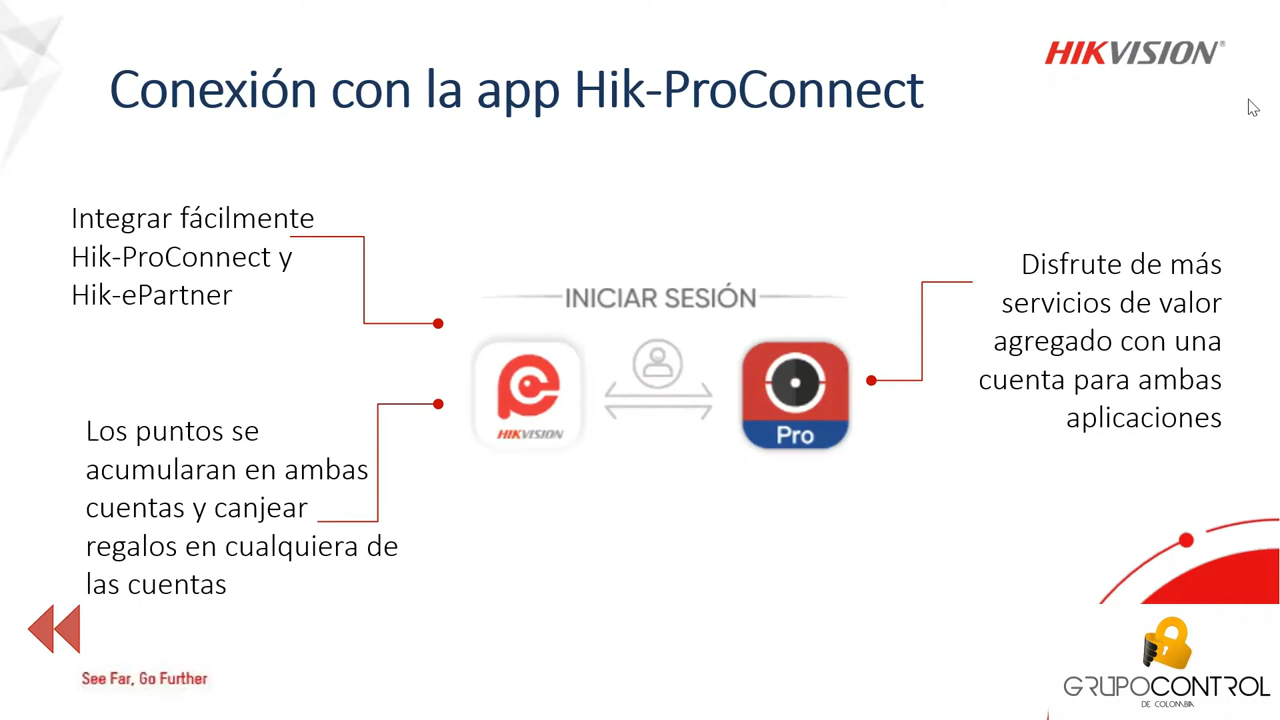 HIKVISION®
Conexión con la app Hik-ProConnect
Integrar fácilmente
Hik-ProConnect y
Hik-ePartner
Los puntos se
acumularan en ambas
cuentas y canjear
regalos en cualquiera de
las cuentas
INICIAR SESIÓN
HIKVISION
Pro
Disfrute de más
servicios de valor
agregado con una
cuenta para ambas
aplicaciones
See Far, Go Further
GRUPOCONTROL
DE COLOMBIA